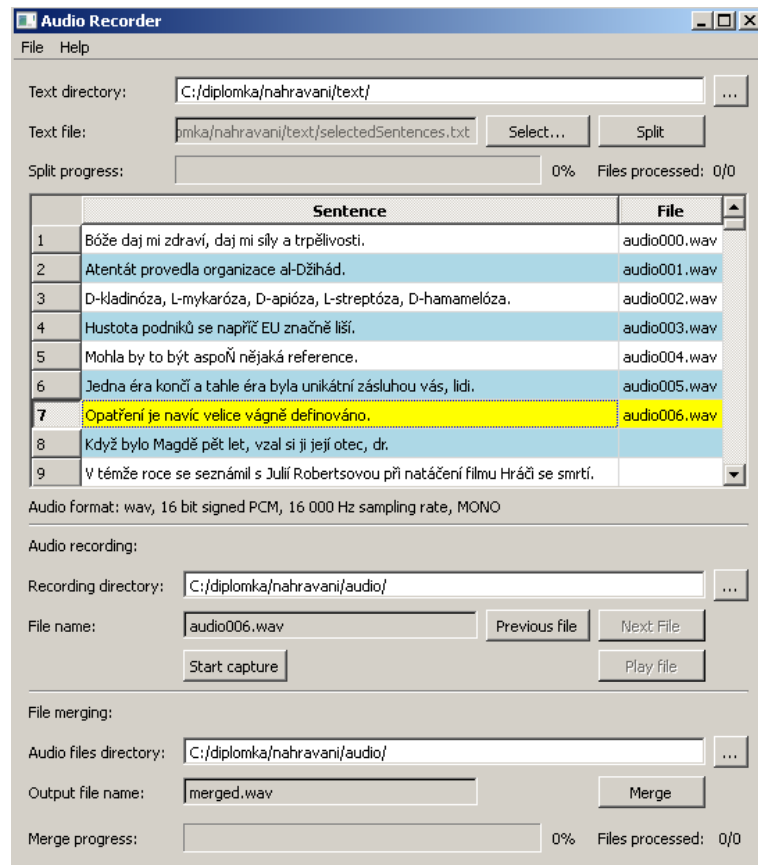 Audio Recorder
File Help
Text directory: C:/diplomka/nahravani/text/ ...
Text file: omka/nahravani/text/selectedSentences.txt Select... Split
Split progress: 0% Files processed: 0/0
Sentence File
1 Bóže daj mi zdraví, daj mi síly a trpělivosti. audio000.wav
2 Atentát provedla organizace al-Džihád. audio001.wav
3 D-kladinóza, L-mykaróza, D-apióza, L-streptóza, D-hamamelóza. audio002.wav
4 Hustota podniků se napříč EU značně liší. audio003.wav
5 Mohla by to být aspoŇ nějaká reference. audio004.wav
6 Jedna éra končí a tahle éra byla unikátní zásluhou vás, lidi. audio005.wav
7 Opatření je navíc velice vágně definováno. audio006.wav
8 Když bylo Magdě pět let, vzal si ji její otec, dr.
9 V témže roce se seznámil s Julií Robertsovou při natáčení filmu Hráči se smrtí.
Audio format: wav, 16 bit signed PCM, 16 000 Hz sampling rate, MONO
Audio recording:
Recording directory: C:/diplomka/nahravani/audio/ ...
File name: audio006.wav Previous file Next File
Start capture Play file
File merging:
Audio files directory: C:/diplomka/nahravani/audio/ ...
Output file name: merged.wav Merge
Merge progress: 0% Files processed: 0/0